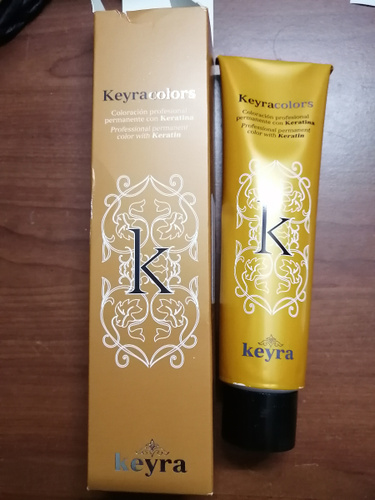 Keyracolors
Coloración profesional
permanente con Keratina
Professional permanent
color with Keratin
k
keyra
Keyracolors
Coloración profesional
permanente con Keratina
Professional permanent
color with Keratin
k
keyra